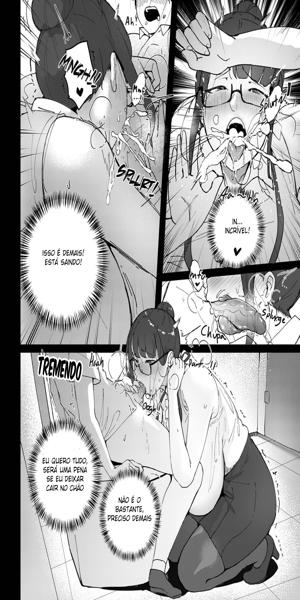 Ah!
MNGH?!!
SPLURT!
ISSO É DEMAIS!
ESTÁ SAINDO!
IN...
INCRÍVEL!
Chupa
TREMENDO
EU QUERO TUDO,
SERÁ UMA PENA
SE EU DEIXAR
CAIR NO CHÃO
NÃO É O
BASTANTE,
PRECISO DEMAIS